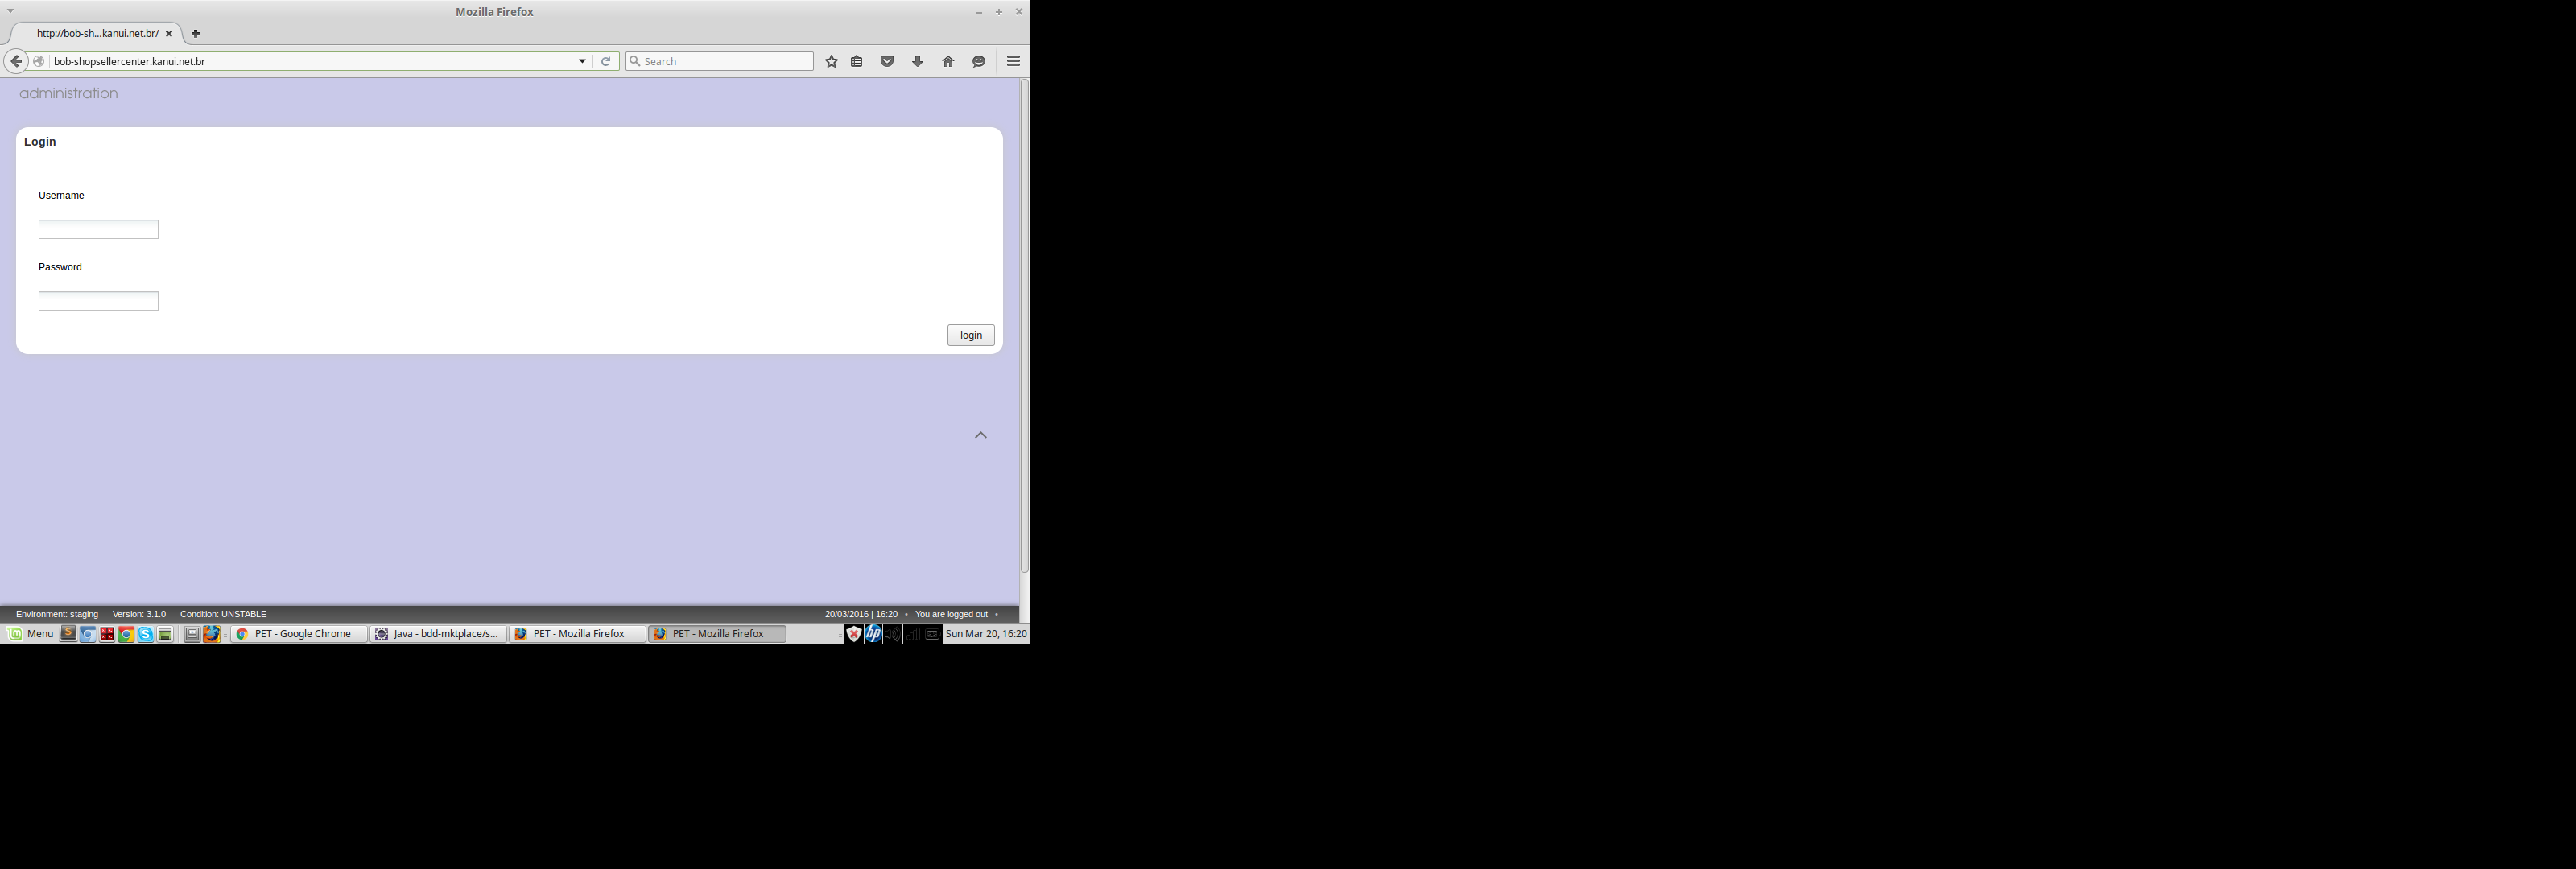 Mozilla Firefox
http://bob-sh...kanui.net.br/
bob-shopsellercenter.kanui.net.br
Search
administration
Login
Username
Password
login
Environment: staging Version: 3.1.0 Condition: UNSTABLE 20/03/2016 | 16:20 • You are logged out •
Menu PET - Google Chrome Java - bdd-mktplace/s... PET - Mozilla Firefox PET - Mozilla Firefox hp Sun Mar 20, 16:20